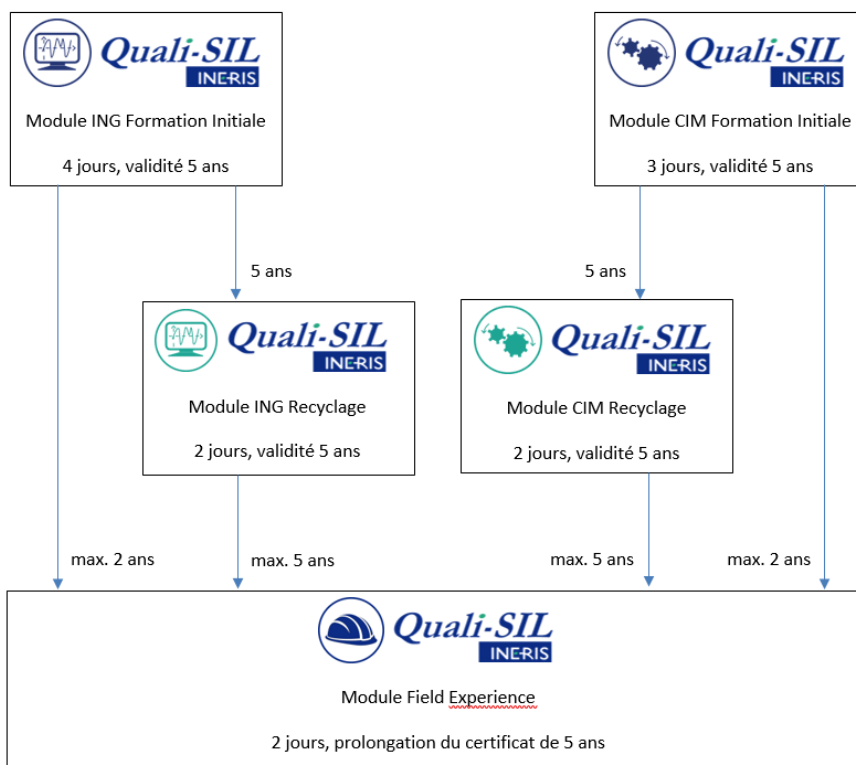 Quali-SIL
INERIS
Module ING Formation Initiale
4 jours, validité 5 ans
Quali-SIL
INERIS
Module CIM Formation Initiale
3 jours, validité 5 ans
5 ans
5 ans
Quali-SIL
INERIS
Module ING Recyclage
2 jours, validité 5 ans
Quali-SIL
INERIS
Module CIM Recyclage
2 jours, validité 5 ans
max. 2 ans
max. 5 ans
max. 5 ans
max. 2 ans
Quali-SIL
INERIS
Module Field Experience
2 jours, prolongation du certificat de 5 ans